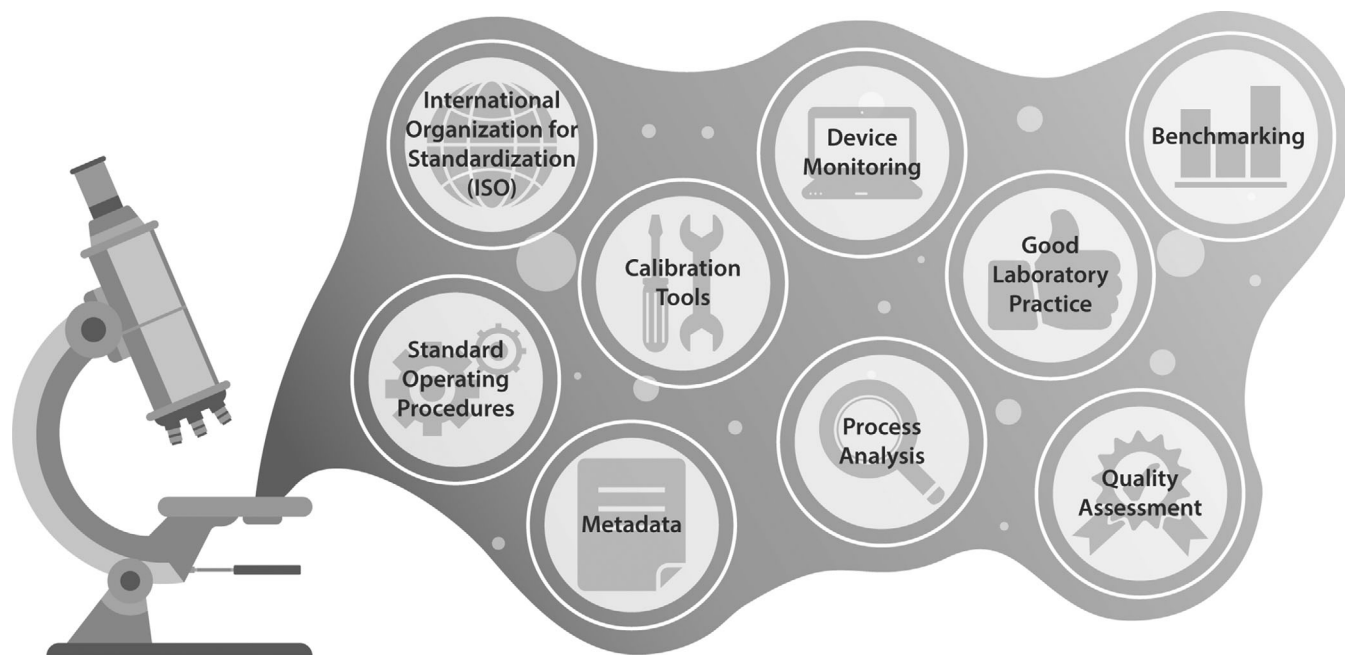 International
Organization for
Standardization
(ISO)
Device
Monitoring
Benchmarking
Calibration
Tools
Good
Laboratory
Practice
Standard
Operating
Procedures
Process
Analysis
Metadata
Quality
Assessment